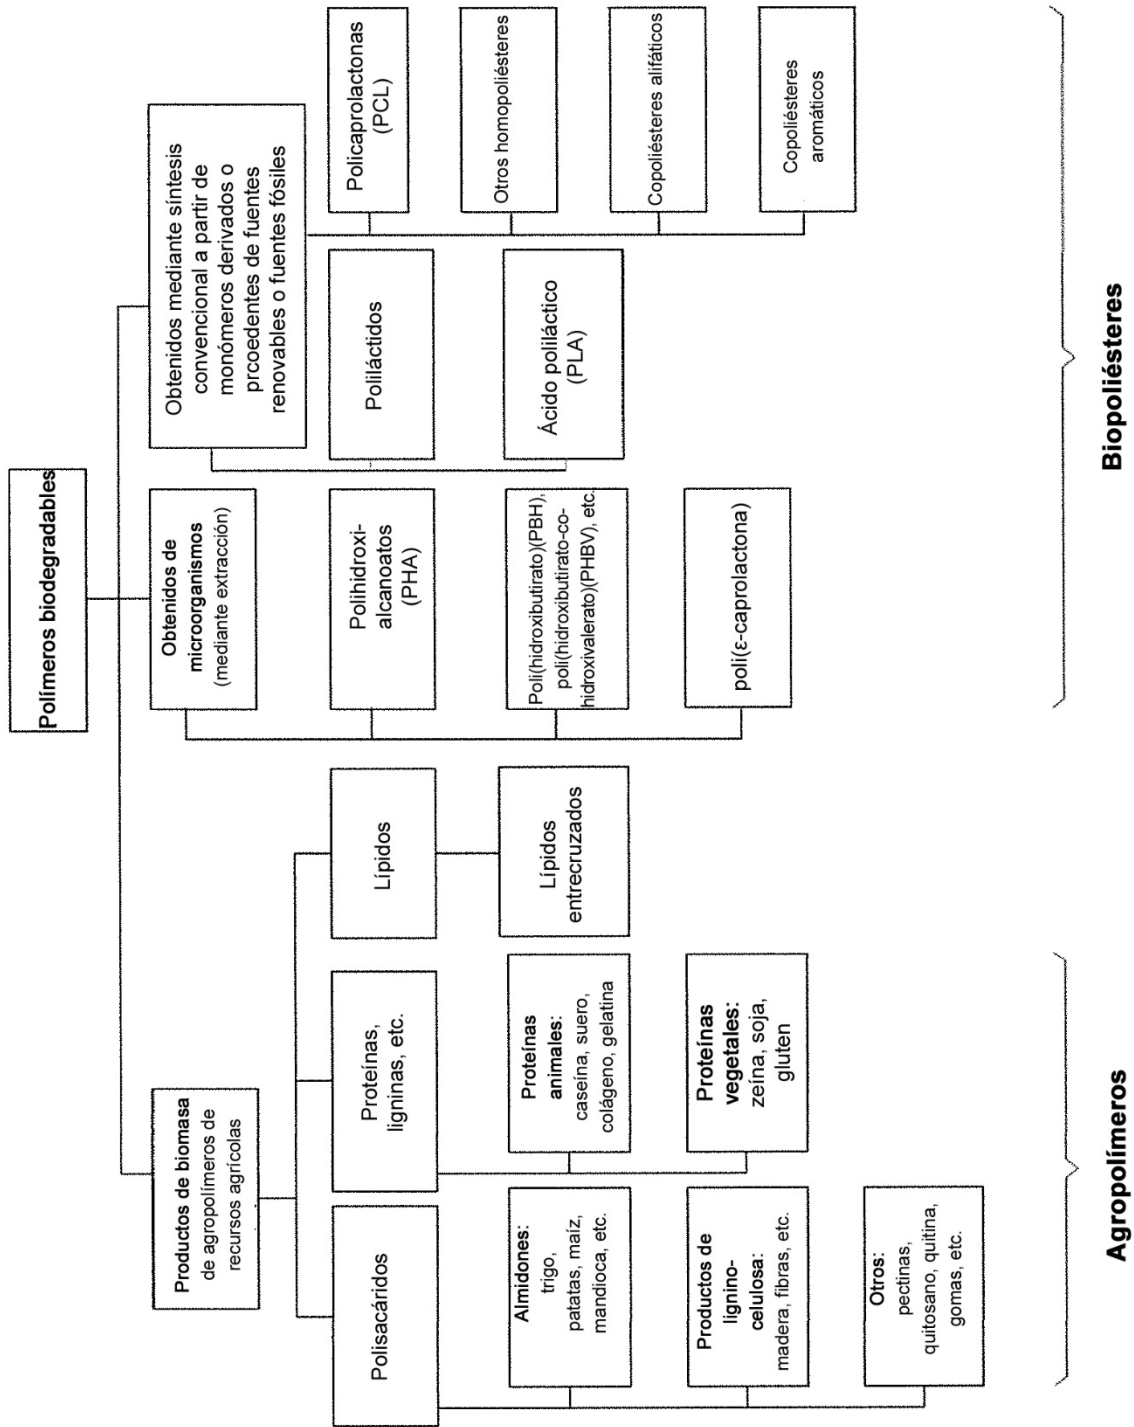 Polímeros biodegradables
Productos de biomasa
de agropolímeros de
recursos agrícolas
Polisacáridos
Almidones:
trigo,
patatas, maíz,
mandioca, etc.
Productos de
lignino-
celulosa:
madera, fibras, etc.
Otros:
pectinas,
quitosano, quitina,
gomas, etc.
Proteínas,
ligninas, etc.
Proteínas
animales:
caseína, suero,
colágeno, gelatina
Proteínas
vegetales:
zeína, soja,
gluten
Lípidos
Lípidos
entrecruzados
Obtenidos de
microorganismos
(mediante extracción)
Polihidroxi-
alcanoatos
(PHA)
Poli(hidroxibutirato)(PBH),
poli(hidroxibutirato-co-
hidroxivalerato)(PHBV), etc.
poli(ε-caprolactona)
Obtenidos mediante síntesis
convencional a partir de
monómeros derivados o
prcoedentes de fuentes
renovables o fuentes fósiles
Poliláctidos
Ácido poliláctico
(PLA)
Policaprolactonas
(PCL)
Otros homopoliésteres
Copoliésteres alifáticos
Copoliésteres
aromáticos
Agropolímeros
Biopoliésteres